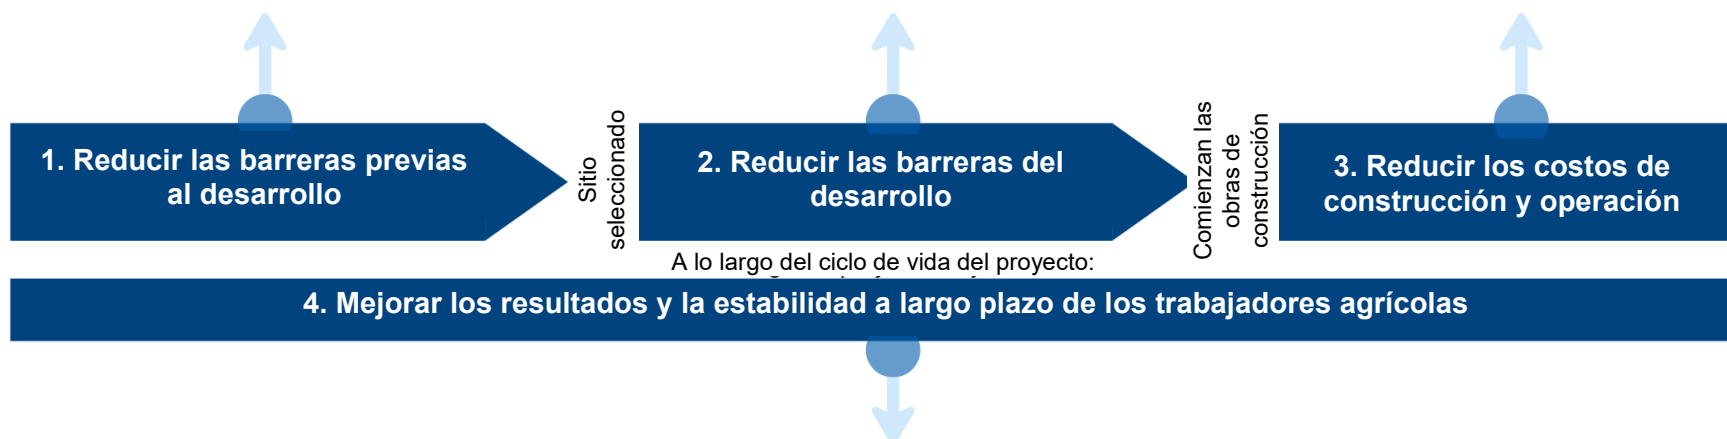 1. Reducir las barreras previas
al desarrollo
Sitio
seleccionado
2. Reducir las barreras del
desarrollo
Comienzan las
obras de
construcción
3. Reducir los costos de
construcción y operación
A lo largo del ciclo de vida del proyecto:
4. Mejorar los resultados y la estabilidad a largo plazo de los trabajadores agrícolas